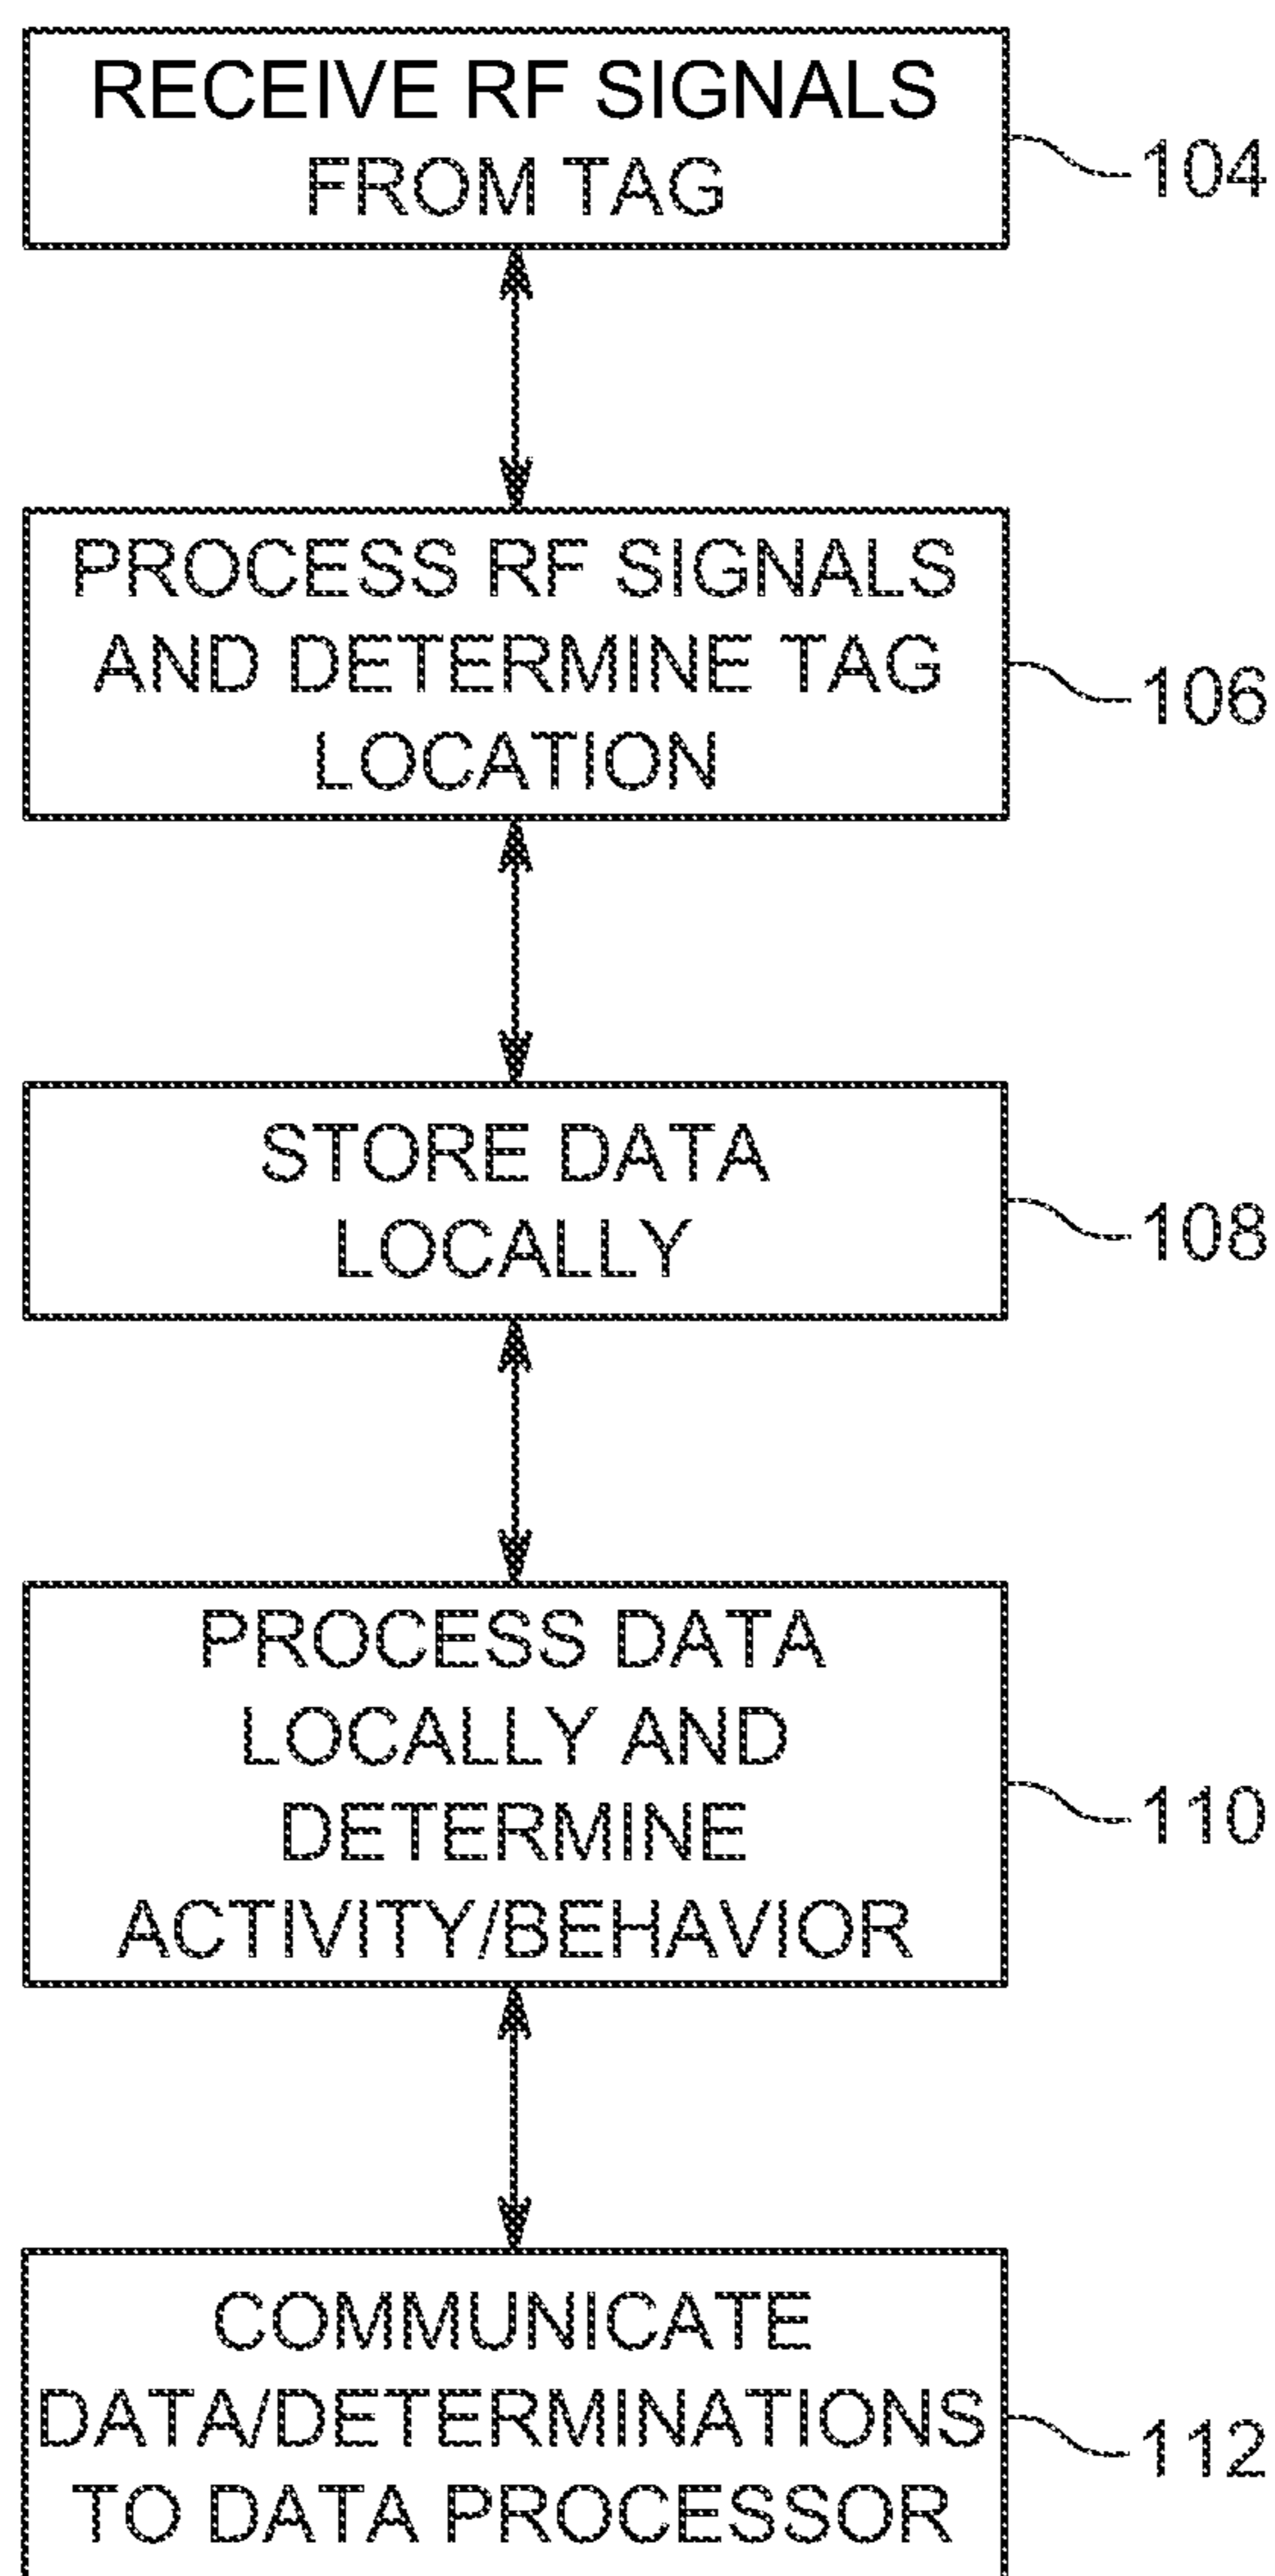 RECEIVE RF SIGNALS
FROM TAG
104
PROCESS RF SIGNALS
AND DETERMINE TAG
LOCATION
106
STORE DATA
LOCALLY
108
PROCESS DATA
LOCALLY AND
DETERMINE
ACTIVITY/BEHAVIOR
110
COMMUNICATE
DATA/DETERMINATIONS
TO DATA PROCESSOR
112